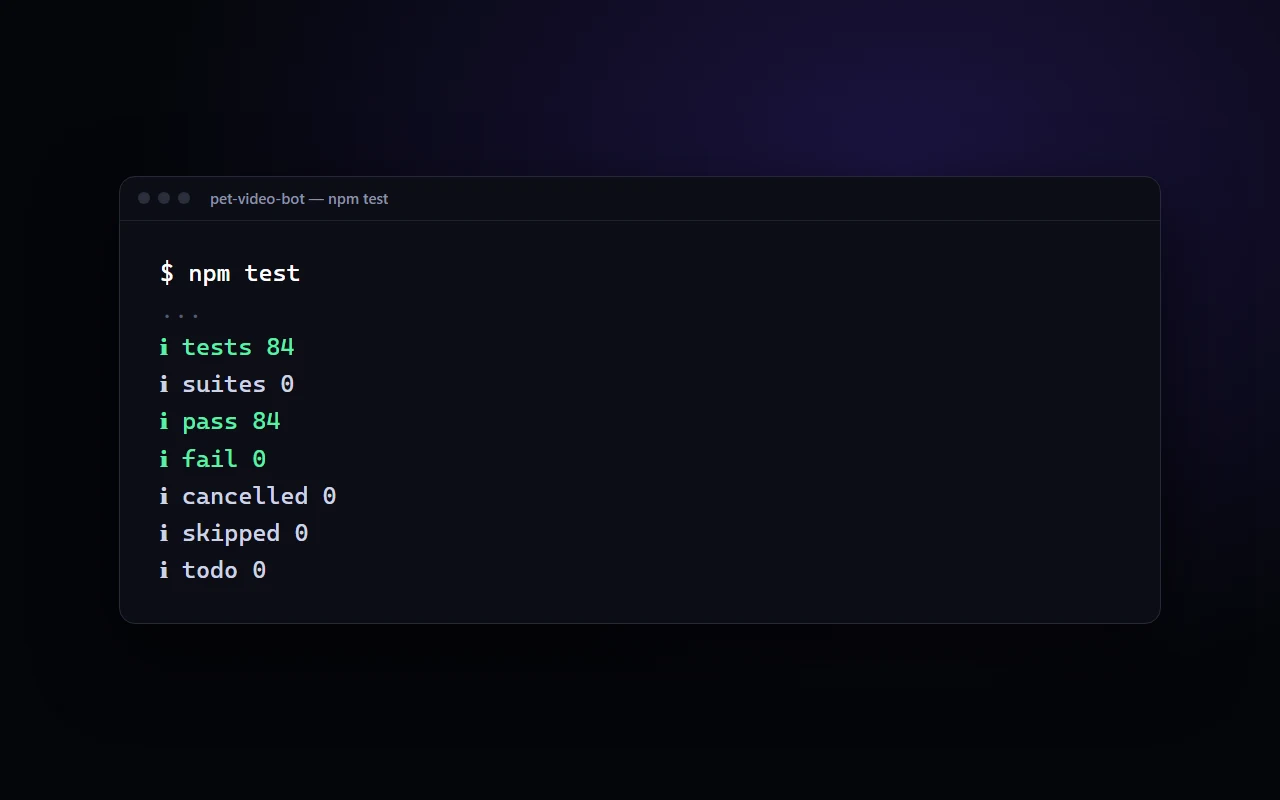 pet-video-bot — npm test
$ npm test
...
ℹ tests 84
ℹ suites 0
ℹ pass 84
ℹ fail 0
ℹ cancelled 0
ℹ skipped 0
ℹ todo 0